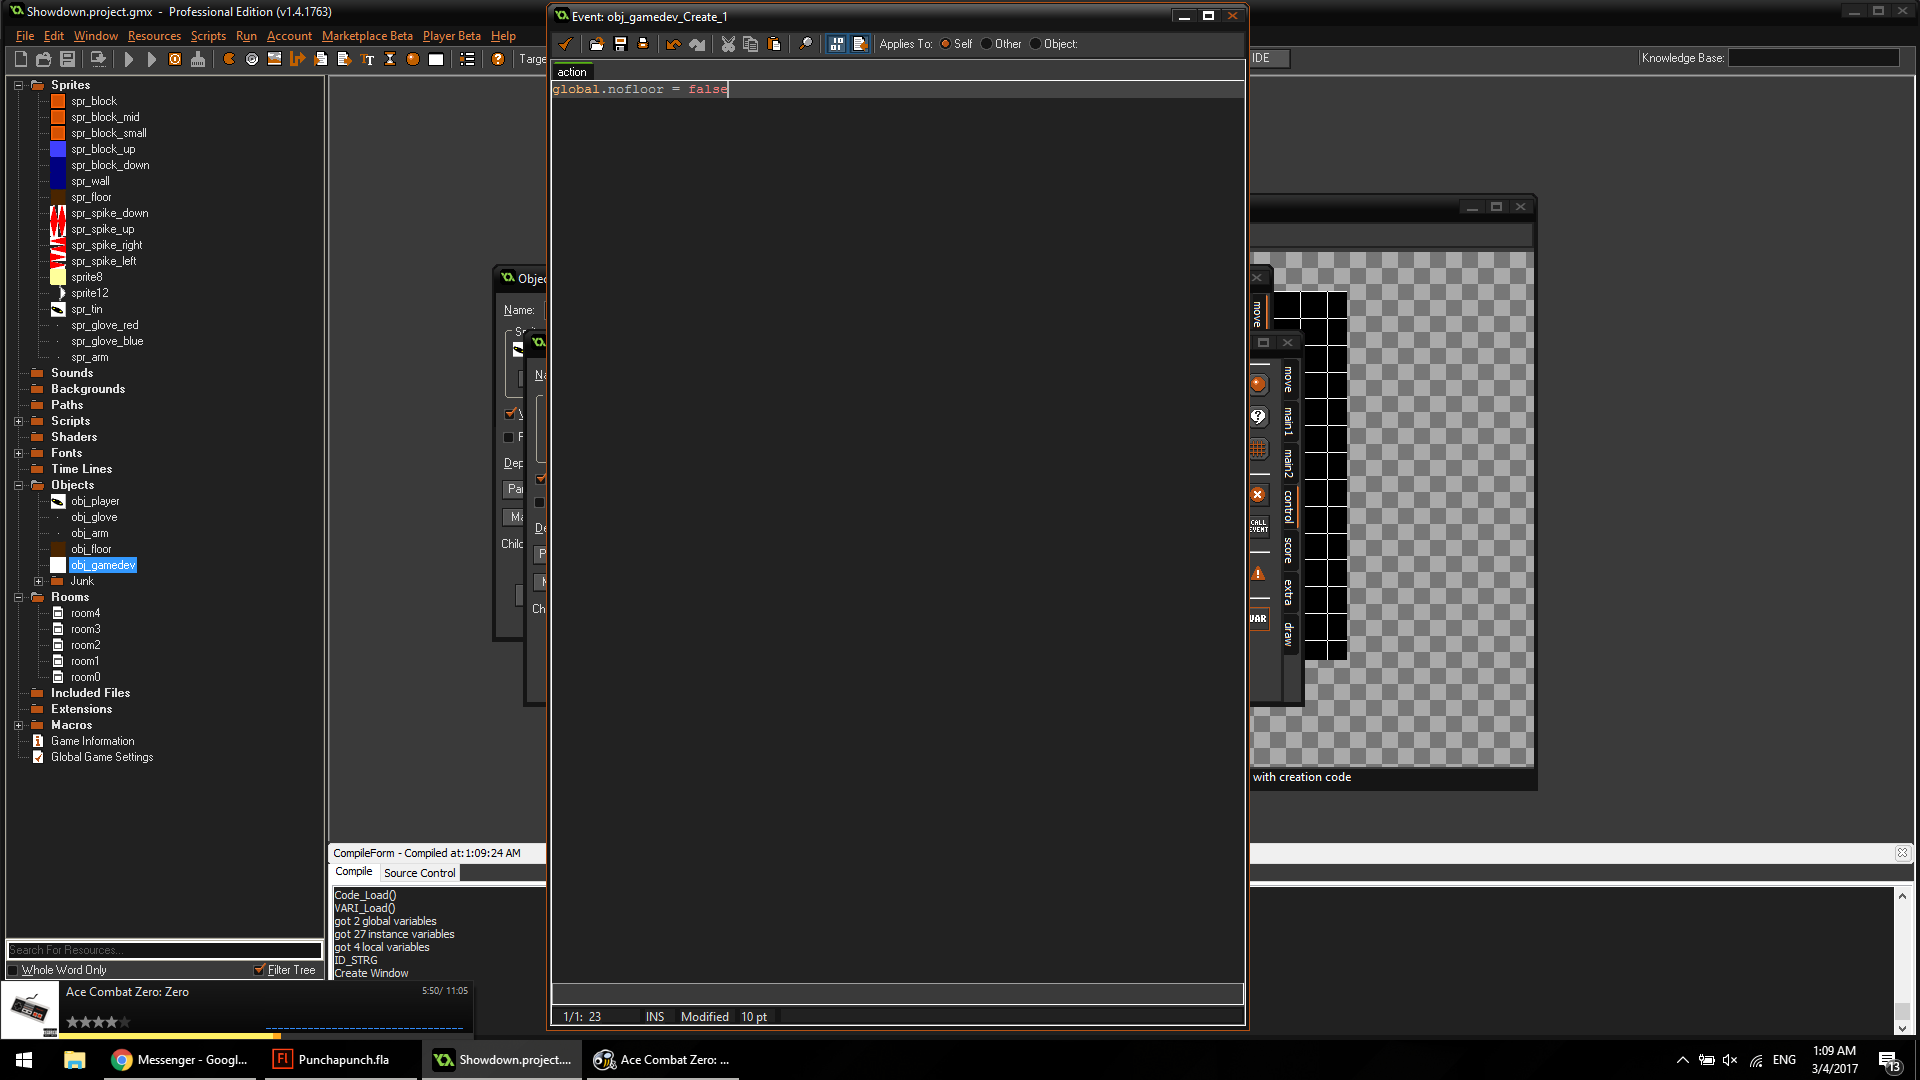 Showdown.project.gmx - Professional Edition (v1.4.1763)
File Edit Window Resources Scripts Run Account Marketplace Beta Player Beta Help
Event: obj_gamedev_Create_1
Applies To: Self Other Object:
IDE
Knowledge Base:
action
global.nofloor = false
Sprites
spr_block
spr_block_mid
spr_block_small
spr_block_up
spr_block_down
spr_wall
spr_floor
spr_spike_down
spr_spike_up
spr_spike_right
spr_spike_left
sprite8
sprite12
spr_tin
spr_glove_red
spr_glove_blue
spr_arm
Sounds
Backgrounds
Paths
Scripts
Shaders
Fonts
Time Lines
Objects
obj_player
obj_glove
obj_arm
obj_floor
obj_gamedev
Junk
Rooms
room4
room3
room2
room1
room0
Included Files
Extensions
Macros
Game Information
Global Game Settings
Name:
move
move
main1
main2
control
score
extra
draw
CALL EVENT
VAR
with creation code
CompileForm - Compiled at: 1:09:24 AM
Compile Source Control
Code_Load()
VARI_Load()
got 2 global variables
got 27 instance variables
got 4 local variables
ID_STRG
Create Window
Search For Resources...
Whole Word Only Filter Tree
Ace Combat Zero: Zero 5:50/ 11:05
1/1: 23 INS Modified 10 pt
Messenger - Googl...
Punchapunch.fla
Showdown.project....
Ace Combat Zero: ...
ENG
1:09 AM
3/4/2017
13